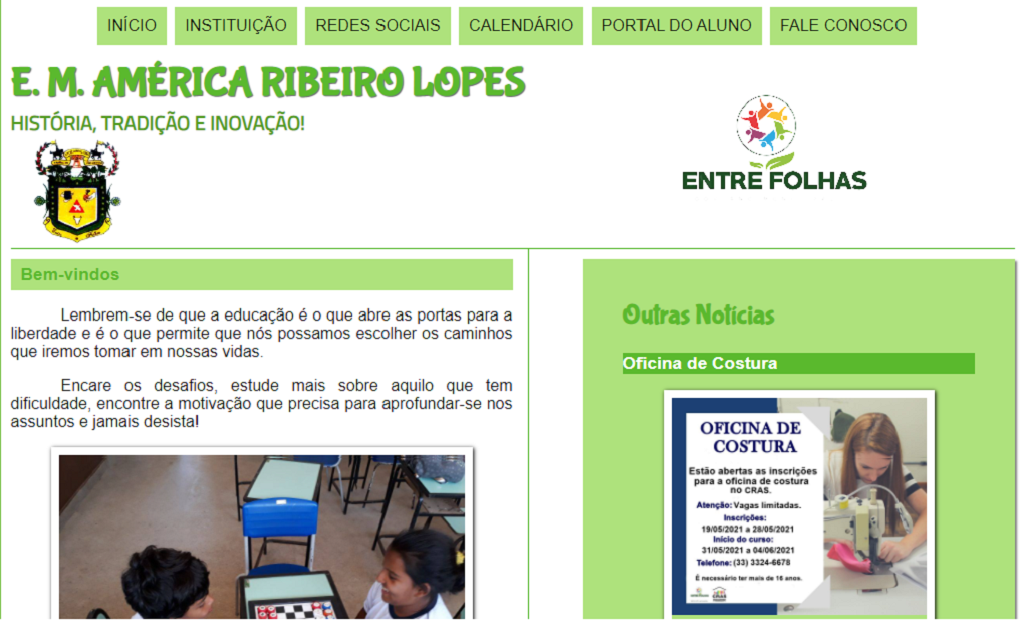 INÍCIO
INSTITUIÇÃO
REDES SOCIAIS
CALENDÁRIO
PORTAL DO ALUNO
FALE CONOSCO
E. M. AMÉRICA RIBEIRO LOPES
HISTÓRIA, TRADIÇÃO E INOVAÇÃO!
ENTRE FOLHAS
Bem-vindos
Lembrem-se de que a educação é o que abre as portas para a
liberdade e é o que permite que nós possamos escolher os caminhos
que iremos tomar em nossas vidas.
Encare os desafios, estude mais sobre aquilo que tem
dificuldade, encontre a motivação que precisa para aprofundar-se nos
assuntos e jamais desista!
Outras Notícias
Oficina de Costura
OFICINA DE
COSTURA
Estão abertas as inscrições
para a oficina de costura
no CRAS.
Atenção: Vagas limitadas.
Inscrições:
19/05/2021 a 28/05/2021
Início do curso:
31/05/2021 a 04/06/2021
Telefone: (33) 3324-6678
É necessário ter mais de 16 anos.